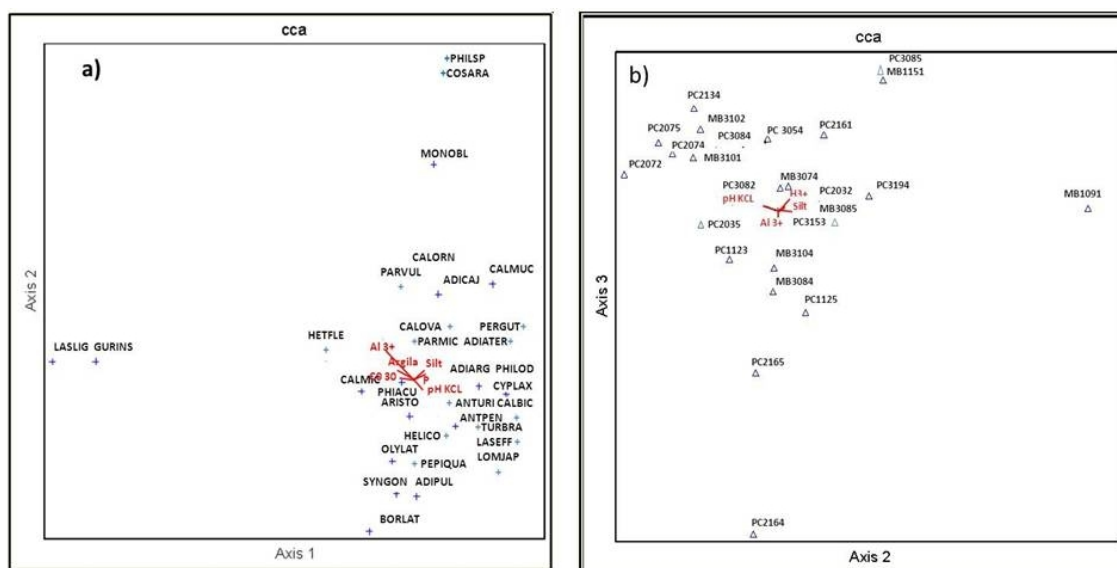 cca
a)
PHILSP
COSARA
MONOBL
CALORN
PARVUL
CALMUC
ADICAJ
CALOVA
PERGUT
HETFLE
PARMIC ADIATER
LASLIG GURINS
Al 3+
Argila
Silt
ADIARG PHILOD
P
CALMIC
PHIACU
pH KCL
CYPLAX
ARISTO
ANTURI CALBIC
ANTPEN
TURBRA
HELICO
LASEFF
OLYLAT
PEPIQUA
LOMJAP
SYNGON ADIPUL
BORLAT
Axis 2
Axis 1
cca
b)
PC3085
MB1151
PC2134
MB3102
PC2161
PC2075
PC3084
PC 3054
PC2074
MB3101
PC2072
PC3082
MB3074
PC2032
PC3194
MB1091
pH KCL
H3+
Silt
MB3085
Al 3+
PC3153
PC2035
PC1123
MB3104
MB3084
PC1125
PC2165
PC2164
Axis 3
Axis 2